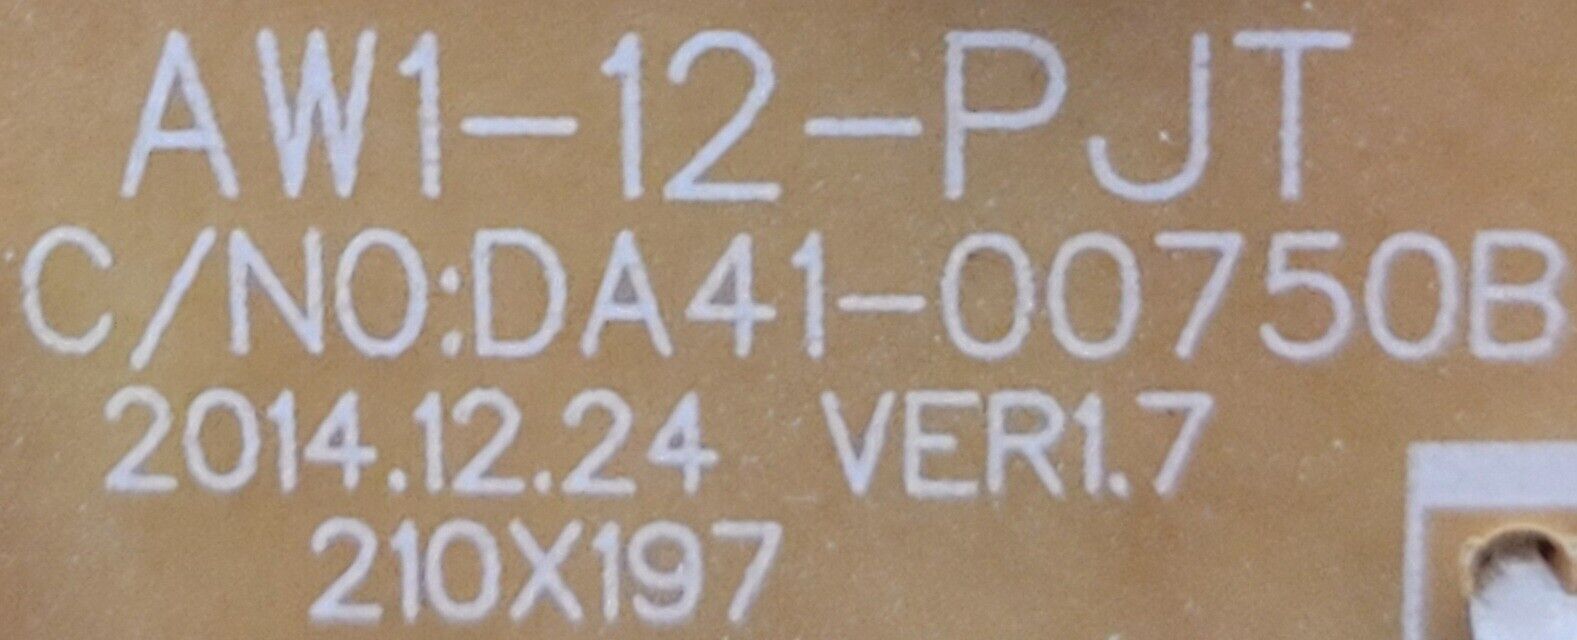 AW1-12-PJT
C/NO:DA41-00750B
2014.12.24 VER1.7
210X197